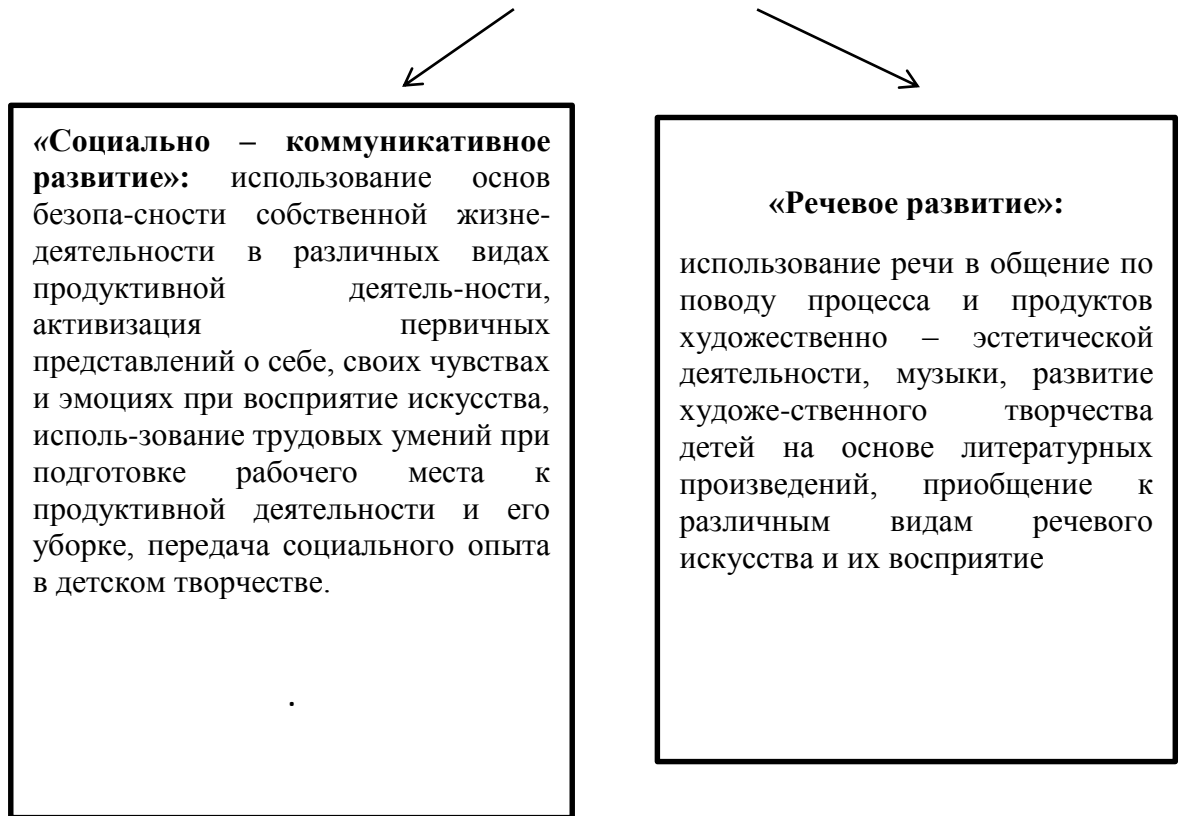 «Социально – коммуникативное
развитие»: использование основ
безопа-сности собственной жизне-
деятельности в различных видах
продуктивной деятель-ности,
активизация первичных
представлений о себе, своих чувствах
и эмоциях при восприятие искусства,
исполь-зование трудовых умений при
подготовке рабочего места к
продуктивной деятельности и его
уборке, передача социального опыта
в детском творчестве.
.
«Речевое развитие»:
использование речи в общение по
поводу процесса и продуктов
художественно – эстетической
деятельности, музыки, развитие
художе-ственного творчества
детей на основе литературных
произведений, приобщение к
различным видам речевого
искусства и их восприятие